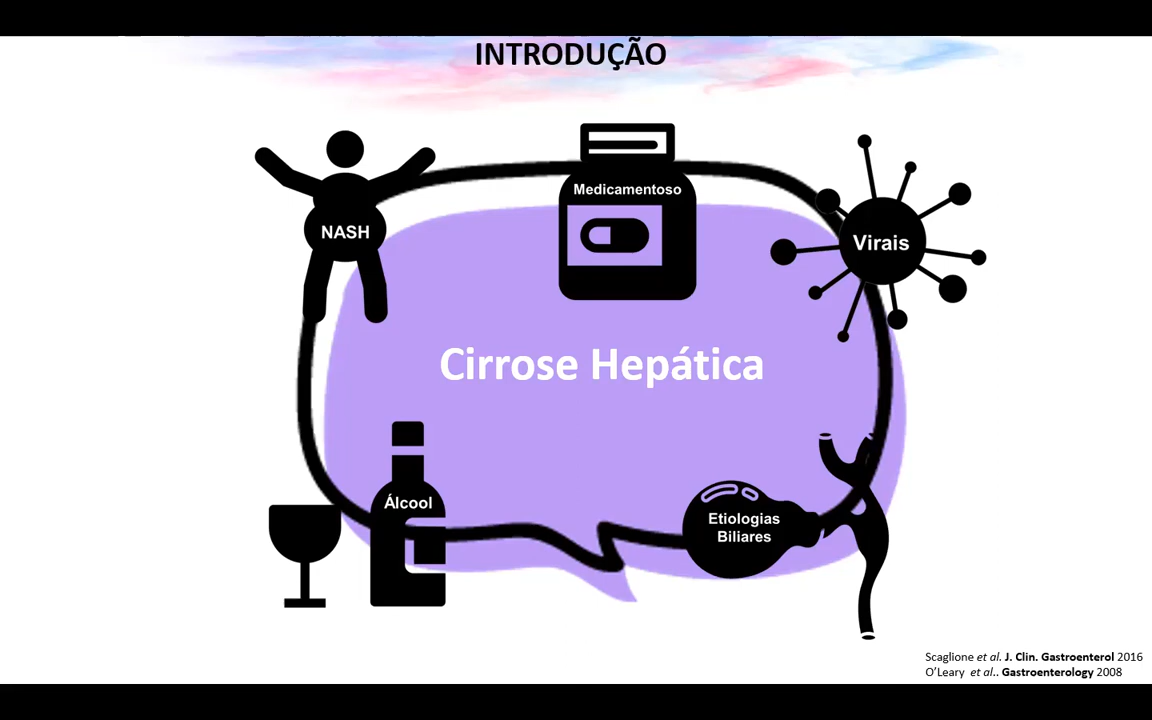 INTRODUÇÃO
Medicamentoso
NASH
Virais
Cirrose Hepática
Álcool
Etiologias
Biliares
Scaglione et al. J. Clin. Gastroenterol 2016
O’Leary et al.. Gastroenterology 2008